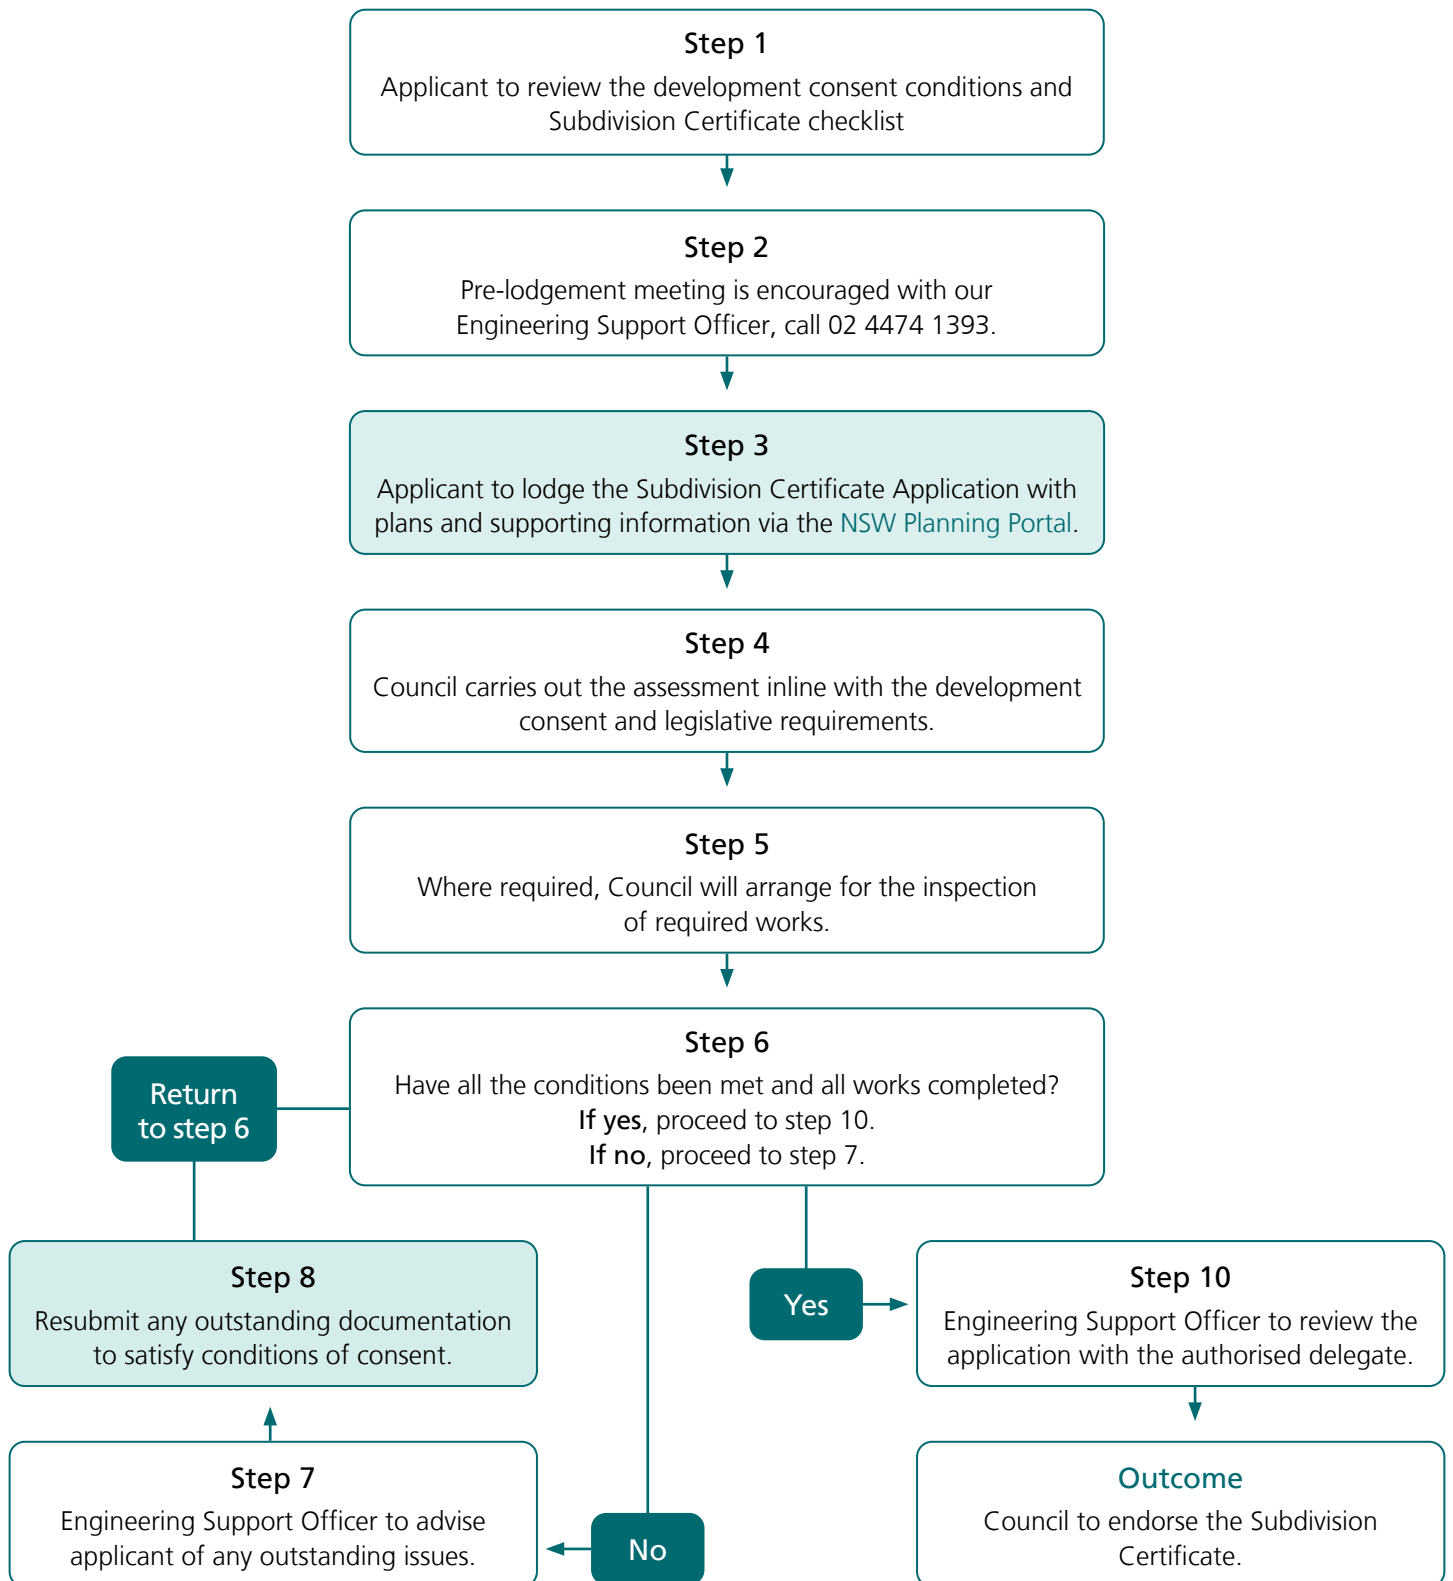 Step 1
Applicant to review the development consent conditions and
Subdivision Certificate checklist
Step 2
Pre-lodgement meeting is encouraged with our
Engineering Support Officer, call 02 4474 1393.
Step 3
Applicant to lodge the Subdivision Certificate Application with
plans and supporting information via the NSW Planning Portal.
Step 4
Council carries out the assessment inline with the development
consent and legislative requirements.
Step 5
Where required, Council will arrange for the inspection
of required works.
Step 6
Have all the conditions been met and all works completed?
If yes, proceed to step 10.
If no, proceed to step 7.
Return
to step 6
Step 8
Resubmit any outstanding documentation
to satisfy conditions of consent.
Yes
Step 10
Engineering Support Officer to review the
application with the authorised delegate.
Step 7
Engineering Support Officer to advise
applicant of any outstanding issues.
No
Outcome
Council to endorse the Subdivision
Certificate.